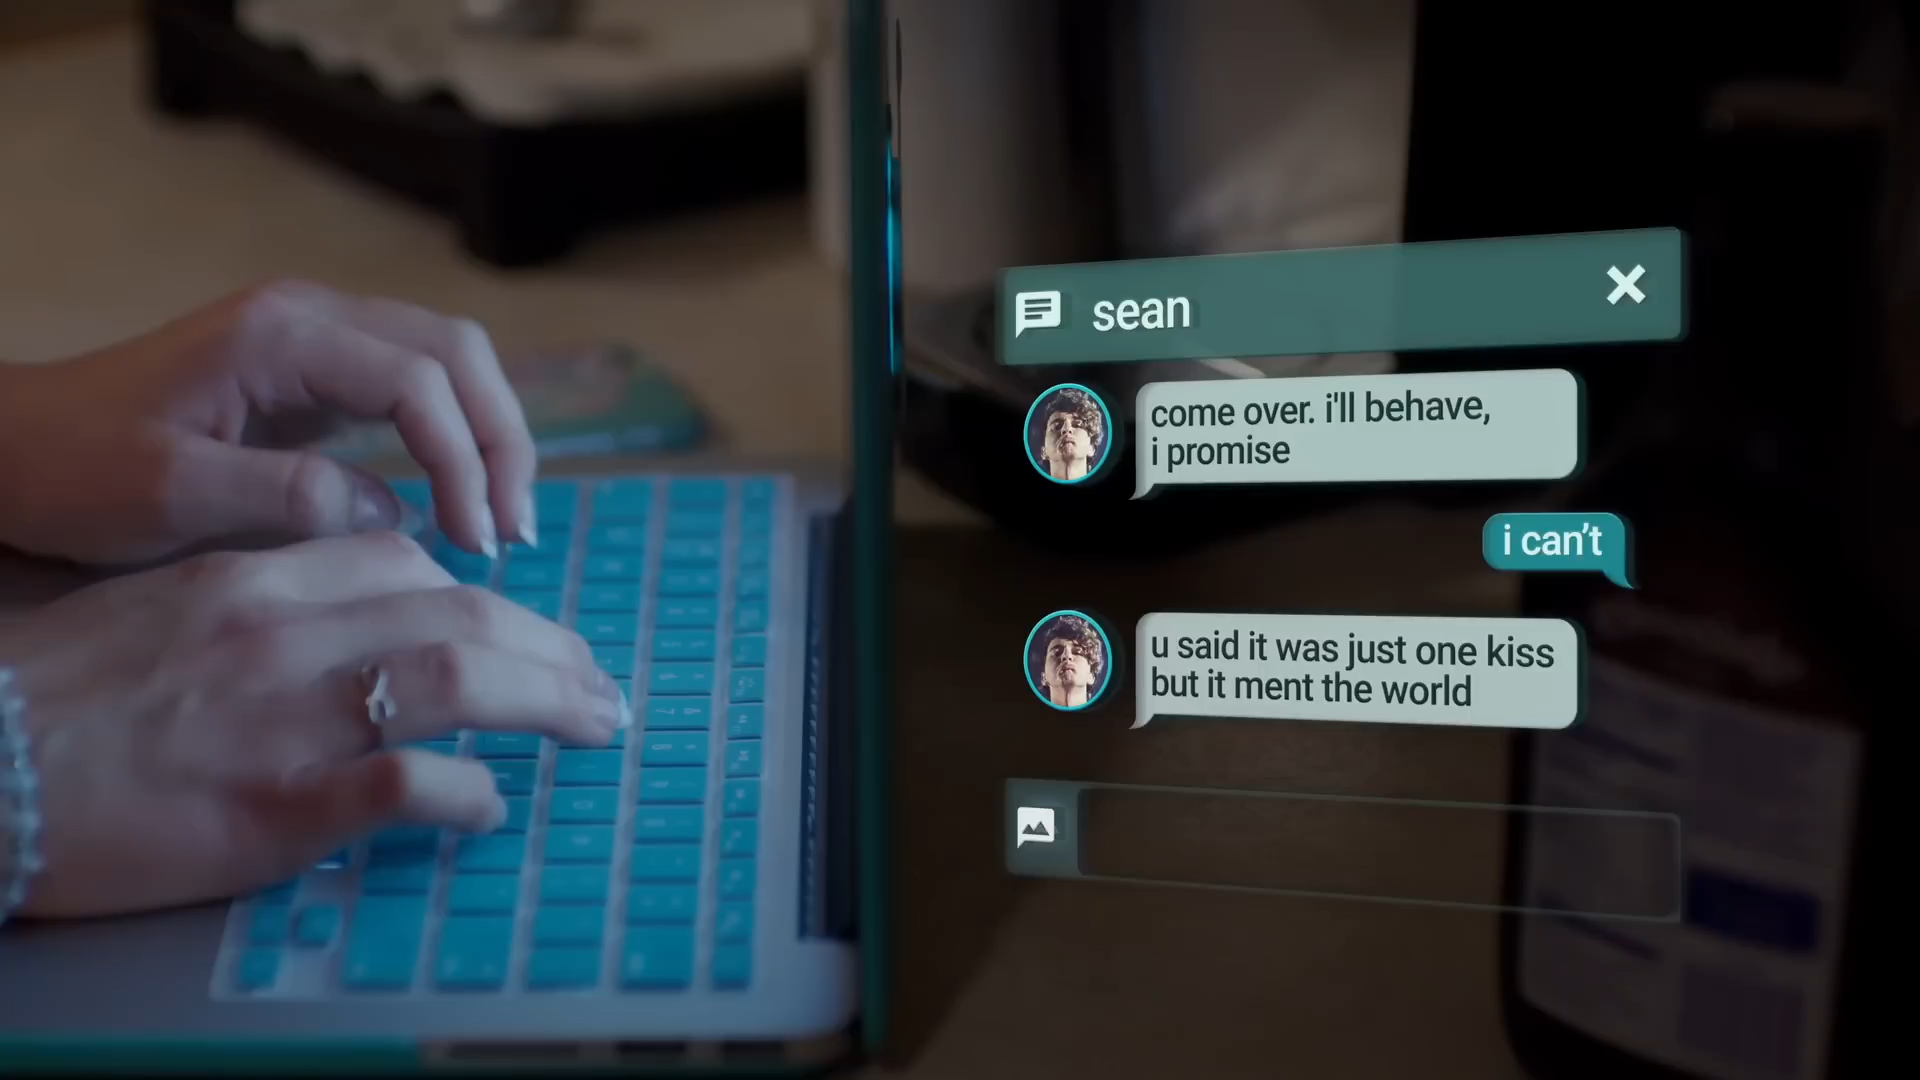 sean
come over. i'll behave,
i promise
i can’t
u said it was just one kiss
but it ment the world